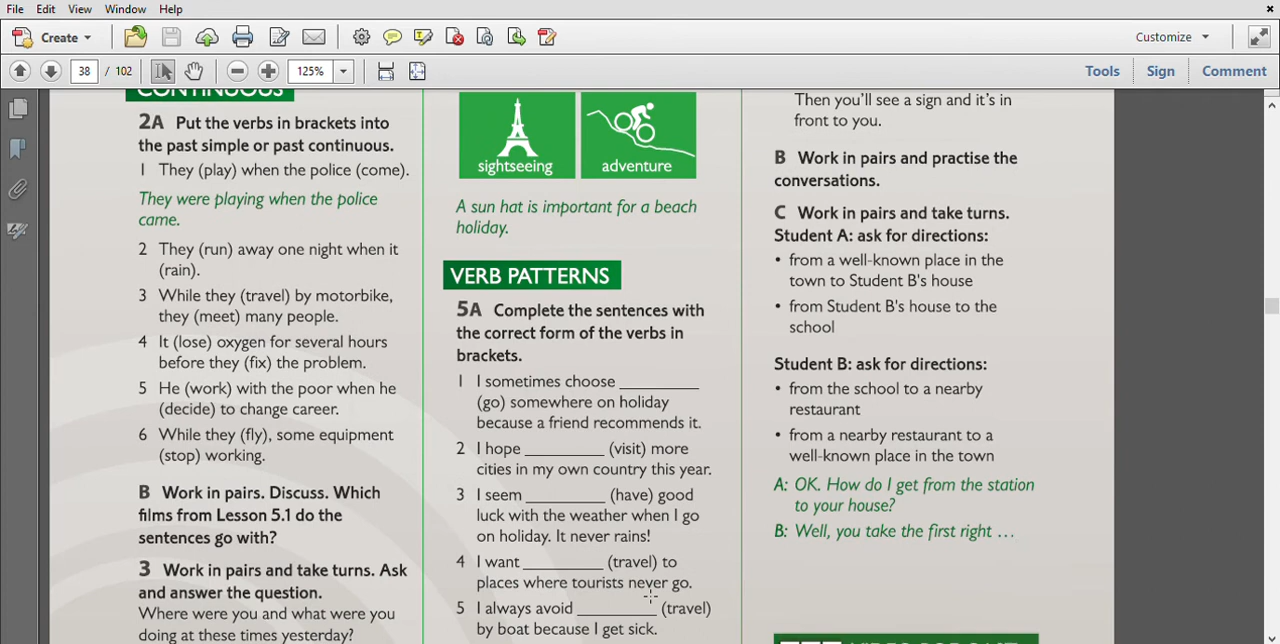 File Edit View Window Help
×
Create
Customize
38 / 102
125%
Tools Sign Comment
CONTINUOUS
2A Put the verbs in brackets into
the past simple or past continuous.
1 They (play) when the police (come).
They were playing when the police
came.
2 They (run) away one night when it
(rain).
3 While they (travel) by motorbike,
they (meet) many people.
4 It (lose) oxygen for several hours
before they (fix) the problem.
5 He (work) with the poor when he
(decide) to change career.
6 While they (fly), some equipment
(stop) working.
B Work in pairs. Discuss. Which
films from Lesson 5.1 do the
sentences go with?
3 Work in pairs and take turns. Ask
and answer the question.
Where were you and what were you
doing at these times yesterday?
sightseeing
adventure
A sun hat is important for a beach
holiday.
VERB PATTERNS
5A Complete the sentences with
the correct form of the verbs in
brackets.
1 I sometimes choose _________
(go) somewhere on holiday
because a friend recommends it.
2 I hope _________ (visit) more
cities in my own country this year.
3 I seem _________ (have) good
luck with the weather when I go
on holiday. It never rains!
4 I want _________ (travel) to
places where tourists never go.
5 I always avoid _________ (travel)
by boat because I get sick.
Then you'll see a sign and it's in
front to you.
B Work in pairs and practise the
conversations.
C Work in pairs and take turns.
Student A: ask for directions:
• from a well-known place in the
town to Student B's house
• from Student B's house to the
school
Student B: ask for directions:
• from the school to a nearby
restaurant
• from a nearby restaurant to a
well-known place in the town
A: OK. How do I get from the station
to your house?
B: Well, you take the first right …